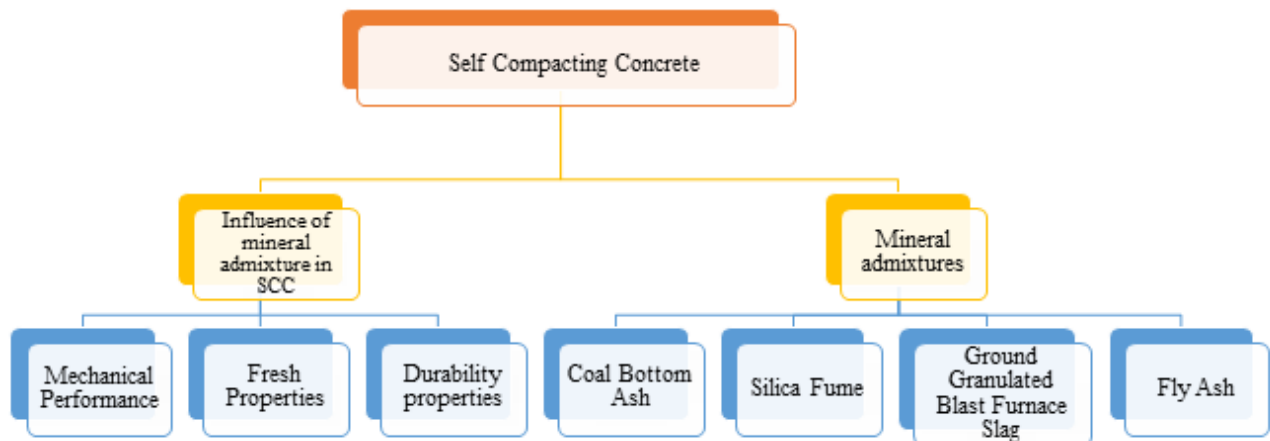 Self Compacting Concrete
Influence of
mineral
admixture in
SCC
Mineral
admixtures
Mechanical
Performance
Fresh
Properties
Durability
properties
Coal Bottom
Ash
Silica Fume
Ground
Granulated
Blast Furnace
Slag
Fly Ash